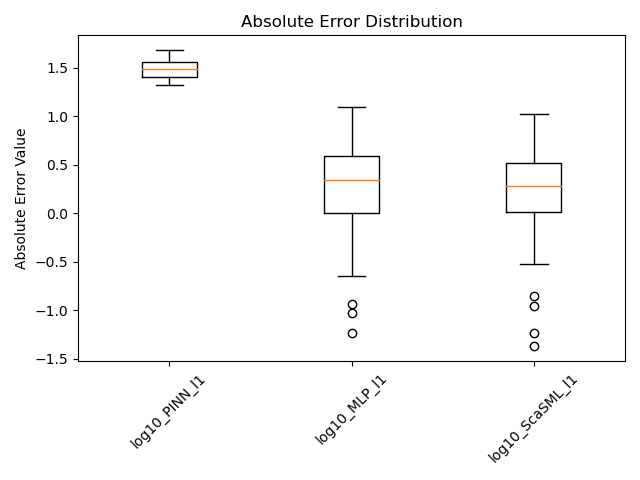 Absolute Error Distribution
Absolute Error Value
1.5
1.0
0.5
0.0
−0.5
−1.0
−1.5
log10_PINN_l1
log10_MLP_l1
log10_ScaSML_l1